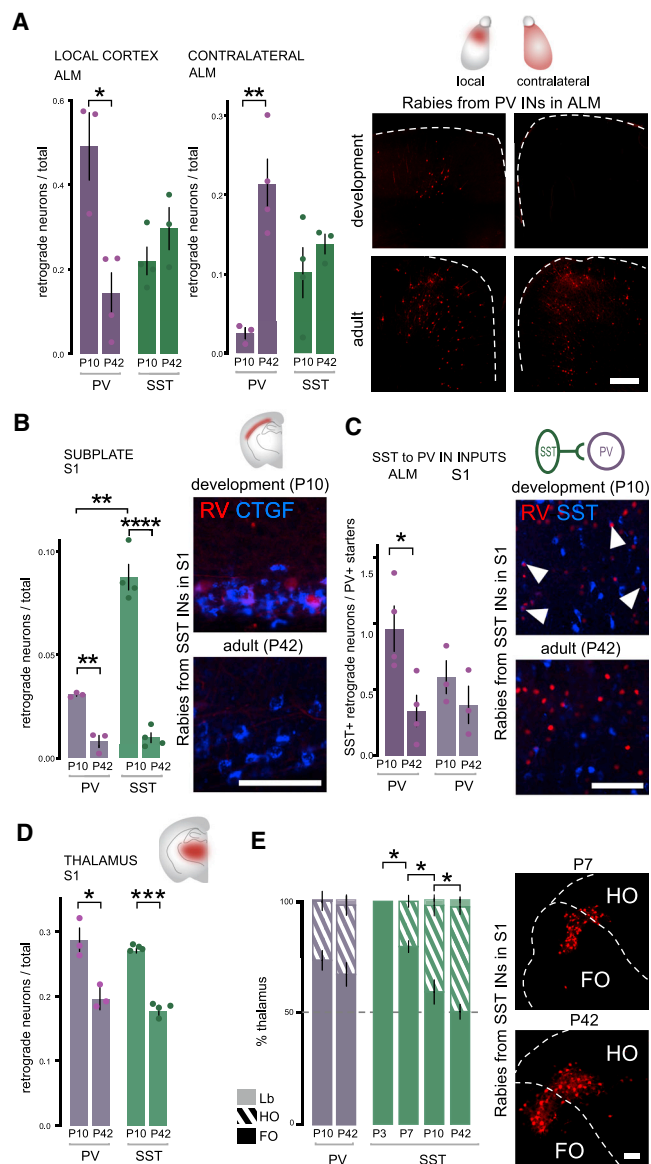 A
LOCAL CORTEX
ALM
CONTRALATERAL
ALM
local
contralateral
Rabies from PV INs in ALM
development
adult
retrograde neurons / total
0.6
0.4
0.2
0.0
*
P10 P42 P10 P42
PV SST
retrograde neurons / total
0.3
0.2
0.1
0.0
**
P10 P42 P10 P42
PV SST
B
SUBPLATE
S1
retrograde neurons / total
0.10
0.05
0.00
**
****
**
P10 P42 P10 P42
PV SST
Rabies from SST INs in S1
development (P10)
RV CTGF
adult (P42)
C
SST to PV IN INPUTS
ALM S1
SST
PV
SST+ retrograde neurons / PV+ starters
1.5
1.0
0.5
0.0
*
P10 P42 P10 P42
PV PV
Rabies from SST INs in S1
development (P10)
RV SST
adult (P42)
D
THALAMUS
S1
retrograde neurons / total
0.3
0.2
0.1
0.0
*
***
P10 P42 P10 P42
PV SST
E
% thalamus
100
50
0
* * *
Lb
HO
FO
P10 P42 P3 P7 P10 P42
PV SST
Rabies from SST INs in S1
P7
HO
FO
P42
HO
FO